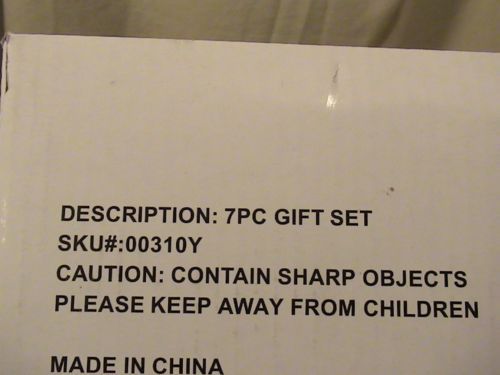 DESCRIPTION: 7PC GIFT SET
SKU#:00310Y
CAUTION: CONTAIN SHARP OBJECTS
PLEASE KEEP AWAY FROM CHILDREN
MADE IN CHINA